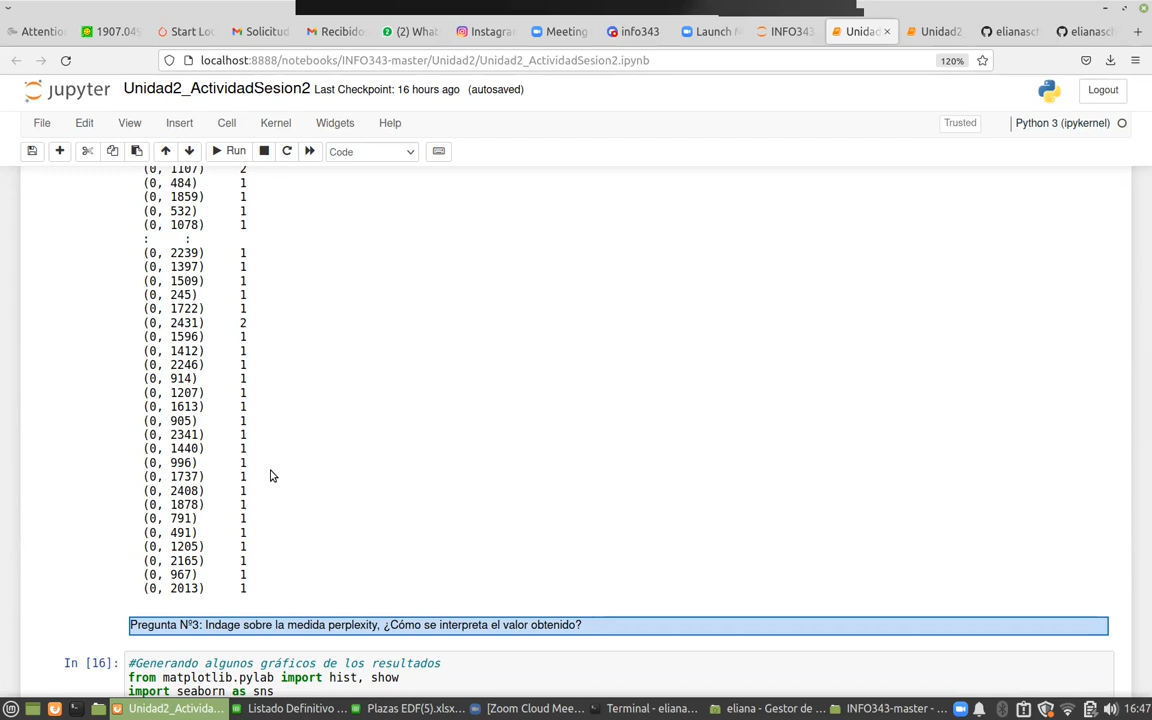 Attentio
1907.049
Start Lo
Solicitud
Recibido
(2) Wha
Instagra
Meeting
info343
Launch M
INFO343
Unidad
Unidad2
elianasc
elianasc
localhost:8888/notebooks/INFO343-master/Unidad2/Unidad2_ActividadSesion2.ipynb
120%
jupyter Unidad2_ActividadSesion2 Last Checkpoint: 16 hours ago (autosaved)
Logout
File Edit View Insert Cell Kernel Widgets Help
Trusted
Python 3 (ipykernel)
Run
Code
(0, 1107) 2
(0, 484) 1
(0, 1859) 1
(0, 532) 1
(0, 1078) 1
: :
(0, 2239) 1
(0, 1397) 1
(0, 1509) 1
(0, 245) 1
(0, 1722) 1
(0, 2431) 2
(0, 1596) 1
(0, 1412) 1
(0, 2246) 1
(0, 914) 1
(0, 1207) 1
(0, 1613) 1
(0, 905) 1
(0, 2341) 1
(0, 1440) 1
(0, 996) 1
(0, 1737) 1
(0, 2408) 1
(0, 1878) 1
(0, 791) 1
(0, 491) 1
(0, 1205) 1
(0, 2165) 1
(0, 967) 1
(0, 2013) 1
Pregunta Nº3: Indage sobre la medida perplexity, ¿Cómo se interpreta el valor obtenido?
In [16]: #Generando algunos gráficos de los resultados
from matplotlib.pylab import hist, show
import seaborn as sns
Unidad2_Activida...
Listado Definitivo ...
Plazas EDF(5).xlsx...
[Zoom Cloud Mee...
Terminal - eliana...
eliana - Gestor de ...
INFO343-master - ...
16:47